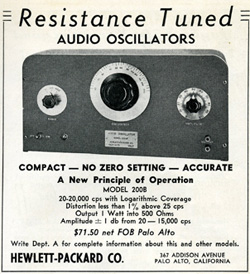 Resistance Tuned
AUDIO OSCILLATORS
COMPACT — NO ZERO SETTING — ACCURATE
A New Principle of Operation
MODEL 200B
20-20,000 cps with Logarithmic Coverage
Distortion less than 1% above 25 cps
Output 1 Watt into 500 Ohms
Amplitude ± 1 db from 20 — 15,000 cps
$71.50 net FOB Palo Alto
Write Dept. A for complete information about this and other models.
HEWLETT-PACKARD CO.
367 ADDISON AVENUE
PALO ALTO, CALIFORNIA